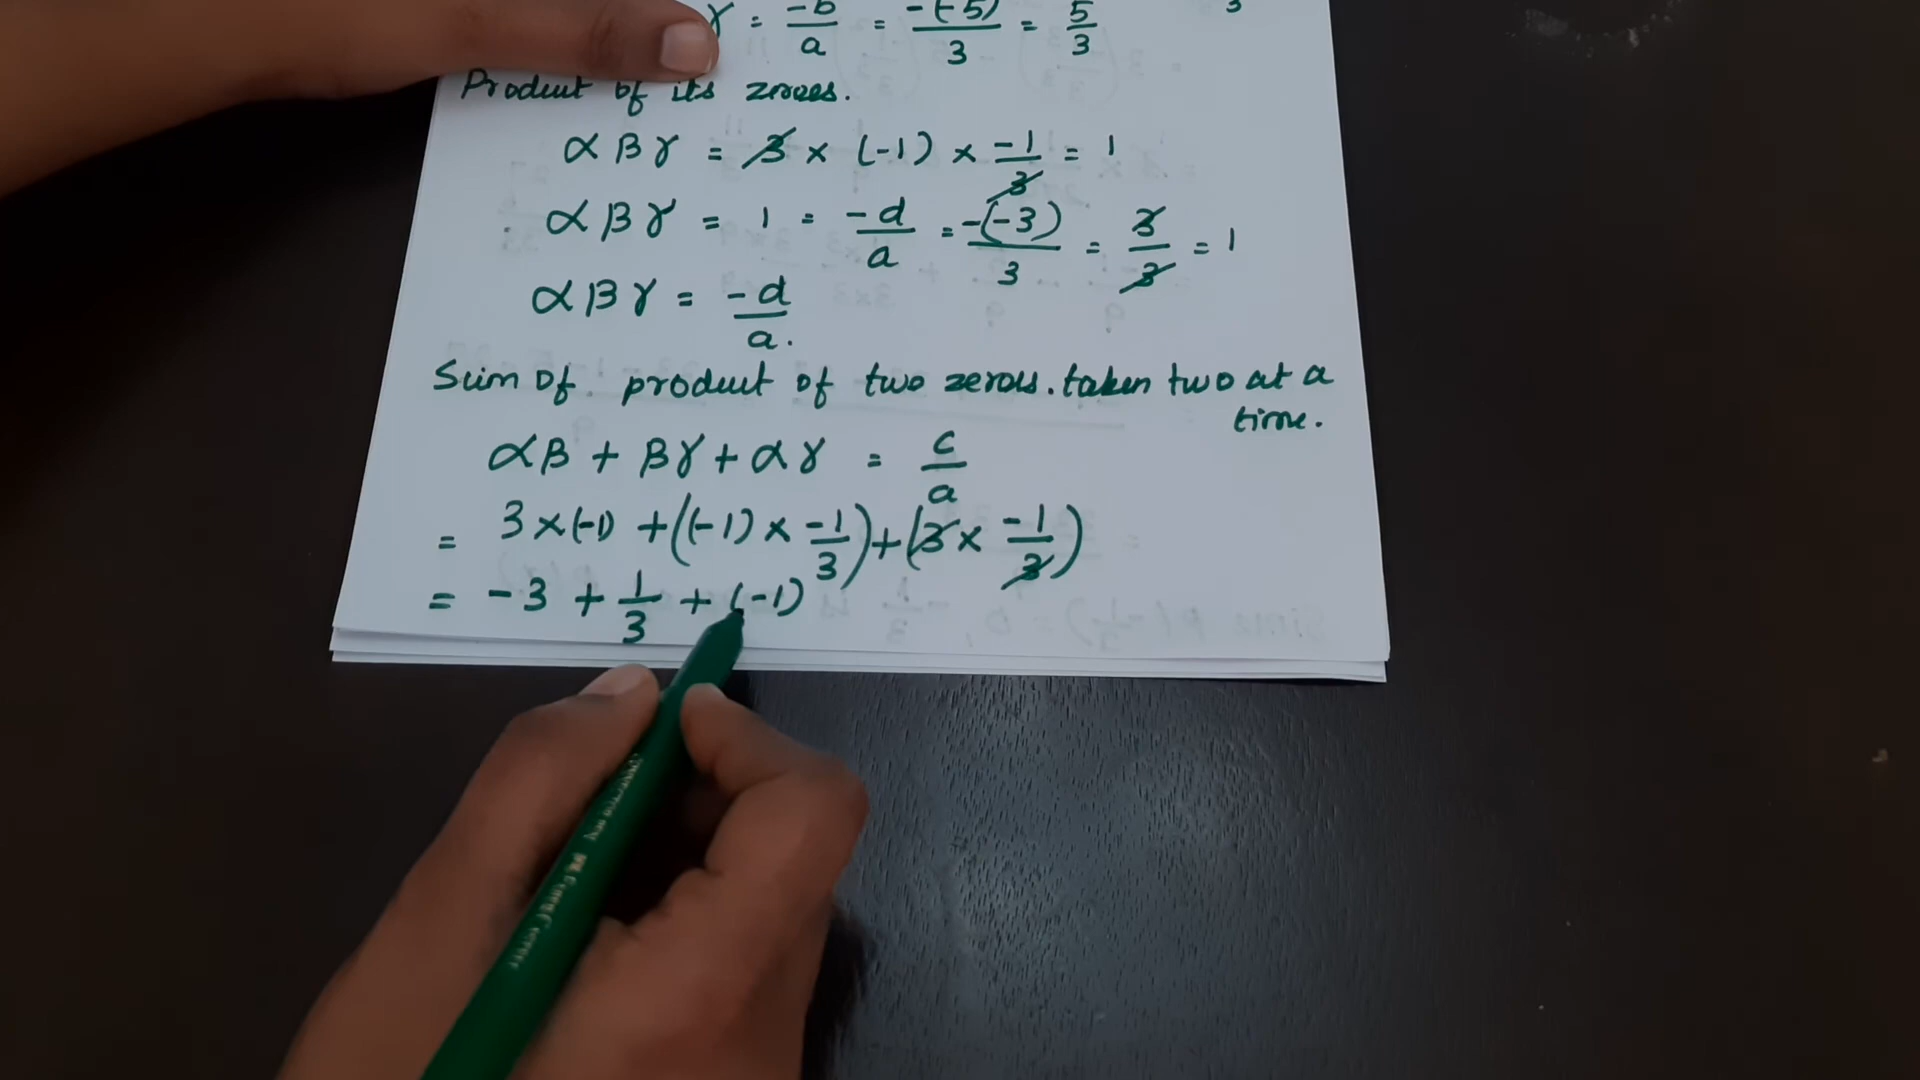 γ = -b/a = -(-5)/3 = 5/3 3
Product of its zeroes.
αβγ = 3 × (-1) × -1/3 = 1
αβγ = 1 = -d/a = -(-3)/3 = 3/3 = 1
αβγ = -d/a.
Sum Of product of two zeroes. taken two at a
time.
αβ + βγ + αγ = c/a
= 3×(-1) + ((-1) × -1/3) + (3 × -1/3)
= -3 + 1/3 + (-1)